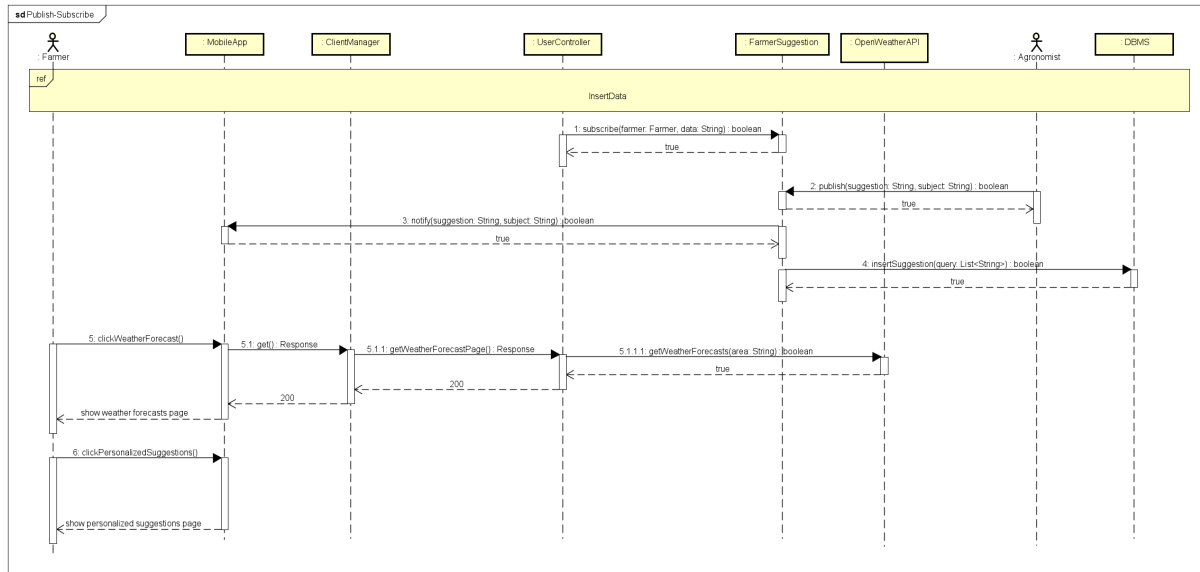 sd Publish-Subscribe
: Farmer
: MobileApp
: ClientManager
: UserController
: FarmerSuggestion
: OpenWeatherAPI
: Agronomist
: DBMS
ref
InsertData
1: subscribe(farmer: Farmer, data: String) : boolean
true
2: publish(suggestion: String, subject: String) : boolean
true
3: notify(suggestion: String, subject: String) : boolean
true
4: insertSuggestion(query: List<String>) : boolean
true
5: clickWeatherForecast()
5.1: get() : Response
5.1.1: getWeatherForecastPage() : Response
5.1.1.1: getWeatherForecasts(area: String) : boolean
true
200
200
show weather forecasts page
6: clickPersonalizedSuggestions()
show personalized suggestions page